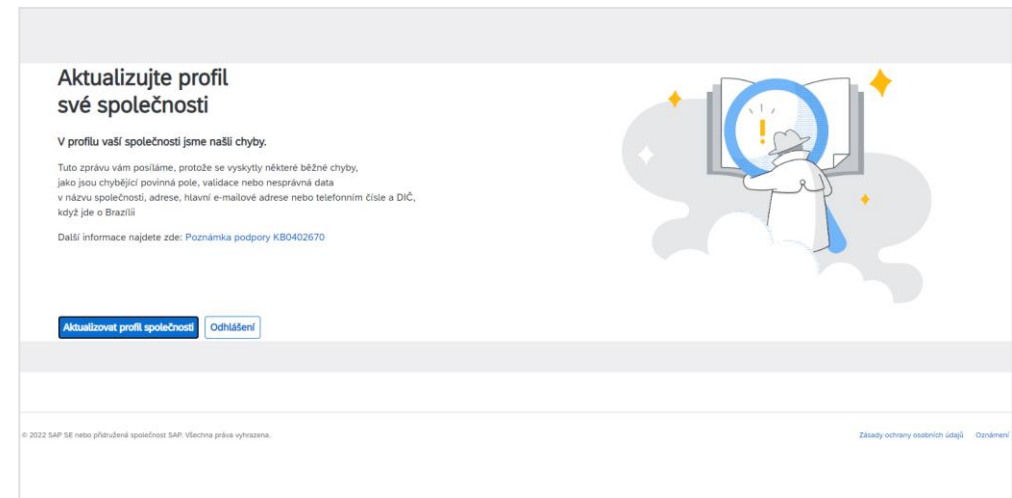 Aktualizujte profil
své společnosti
V profilu vaší společnosti jsme našli chyby.
Tuto zprávu vám posíláme, protože se vyskytly některé běžné chyby,
jako jsou chybějící povinná pole, validace nebo nesprávná data
v názvu společnosti, adrese, hlavní e-mailové adrese nebo telefonním čísle a DIČ,
když jde o Brazílii
Další informace najdete zde: Poznámka podpory KB0402670
Aktualizovat profil společnosti Odhlášení
© 2022 SAP SE nebo přidružená společnost SAP. Všechna práva vyhrazena. Zásady ochrany osobních údajů Oznámení